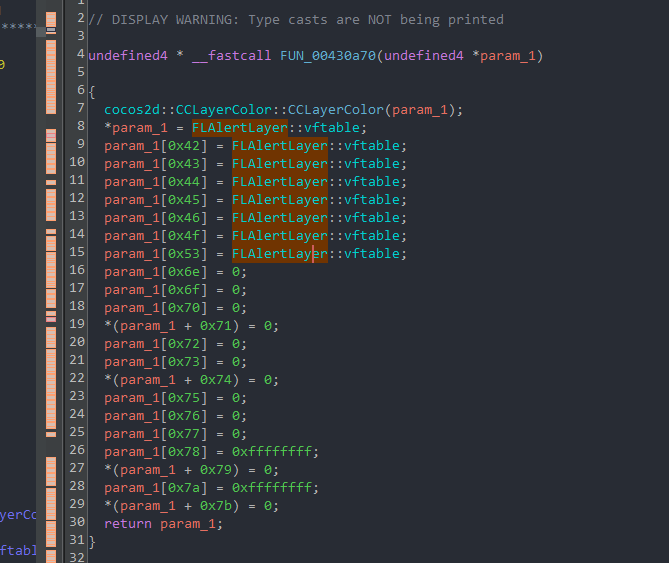 2 // DISPLAY WARNING: Type casts are NOT being printed
3
4 undefined4 * __fastcall FUN_00430a70(undefined4 *param_1)
5
6 {
7 cocos2d::CCLayerColor::CCLayerColor(param_1);
8 *param_1 = FLAlertLayer::vftable;
9 param_1[0x42] = FLAlertLayer::vftable;
10 param_1[0x43] = FLAlertLayer::vftable;
11 param_1[0x44] = FLAlertLayer::vftable;
12 param_1[0x45] = FLAlertLayer::vftable;
13 param_1[0x46] = FLAlertLayer::vftable;
14 param_1[0x4f] = FLAlertLayer::vftable;
15 param_1[0x53] = FLAlertLayer::vftable;
16 param_1[0x6e] = 0;
17 param_1[0x6f] = 0;
18 param_1[0x70] = 0;
19 *(param_1 + 0x71) = 0;
20 param_1[0x72] = 0;
21 param_1[0x73] = 0;
22 *(param_1 + 0x74) = 0;
23 param_1[0x75] = 0;
24 param_1[0x76] = 0;
25 param_1[0x77] = 0;
26 param_1[0x78] = 0xffffffff;
27 *(param_1 + 0x79) = 0;
28 param_1[0x7a] = 0xffffffff;
29 *(param_1 + 0x7b) = 0;
30 return param_1;
31 }
32
*****
yerCo
ftabl